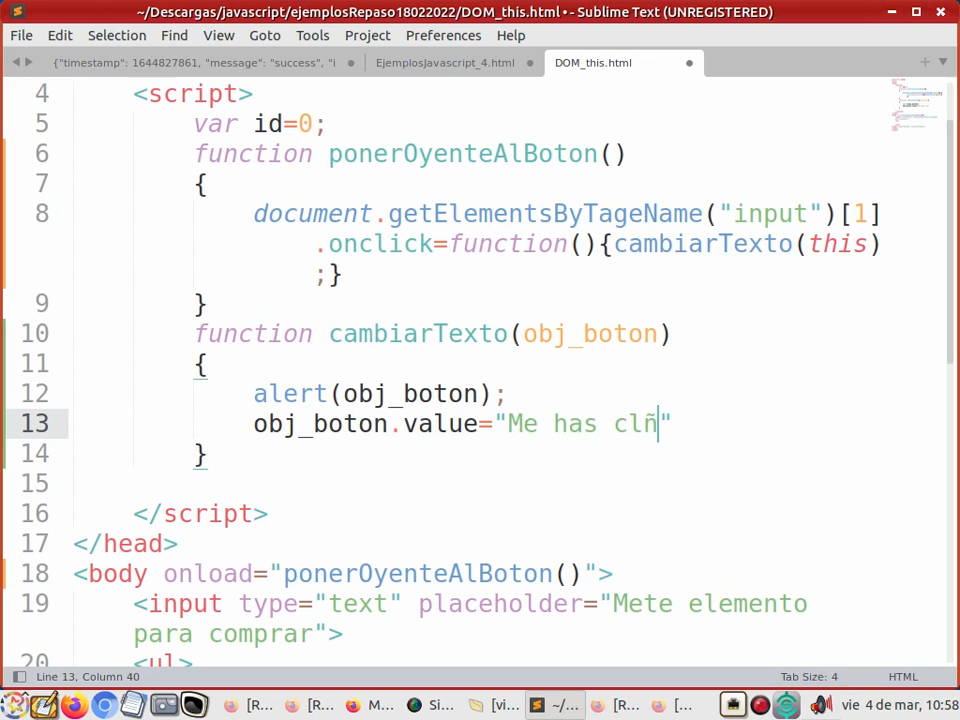 ~/Descargas/javascript/ejemplosRepaso18022022/DOM_this.html • - Sublime Text (UNREGISTERED)
File Edit Selection Find View Goto Tools Project Preferences Help
{"timestamp": 1644827861, "message": "success", "i EjemplosJavascript_4.html DOM_this.html
4 <script>
5 var id=0;
6 function ponerOyenteAlBoton()
7 {
8 document.getElementsByTageName("input")[1]
.onclick=function(){cambiarTexto(this)
;}
9 }
10 function cambiarTexto(obj_boton)
11 {
12 alert(obj_boton);
13 obj_boton.value="Me has clñ"
14 }
15
16 </script>
17 </head>
18 <body onload="ponerOyenteAlBoton()">
19 <input type="text" placeholder="Mete elemento
para comprar">
20 <ul>
Line 13, Column 40 Tab Size: 4 HTML
[R... [R... M... Si... [vi... ~/... [R... [... vie 4 de mar, 10:58